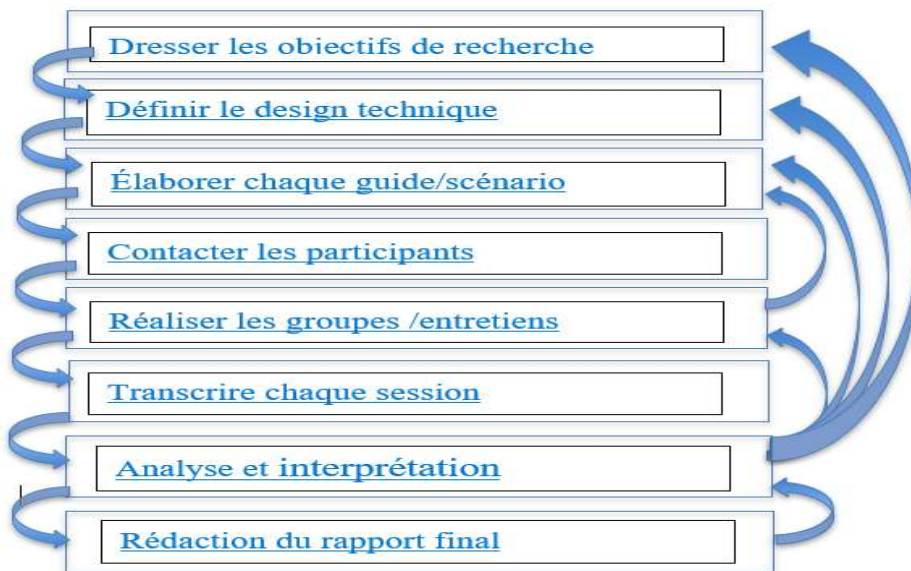 Dresser les objectifs de recherche
Définir le design technique
Élaborer chaque guide/scénario
Contacter les participants
Réaliser les groupes /entretiens
Transcrire chaque session
Analyse et interprétation
Rédaction du rapport final